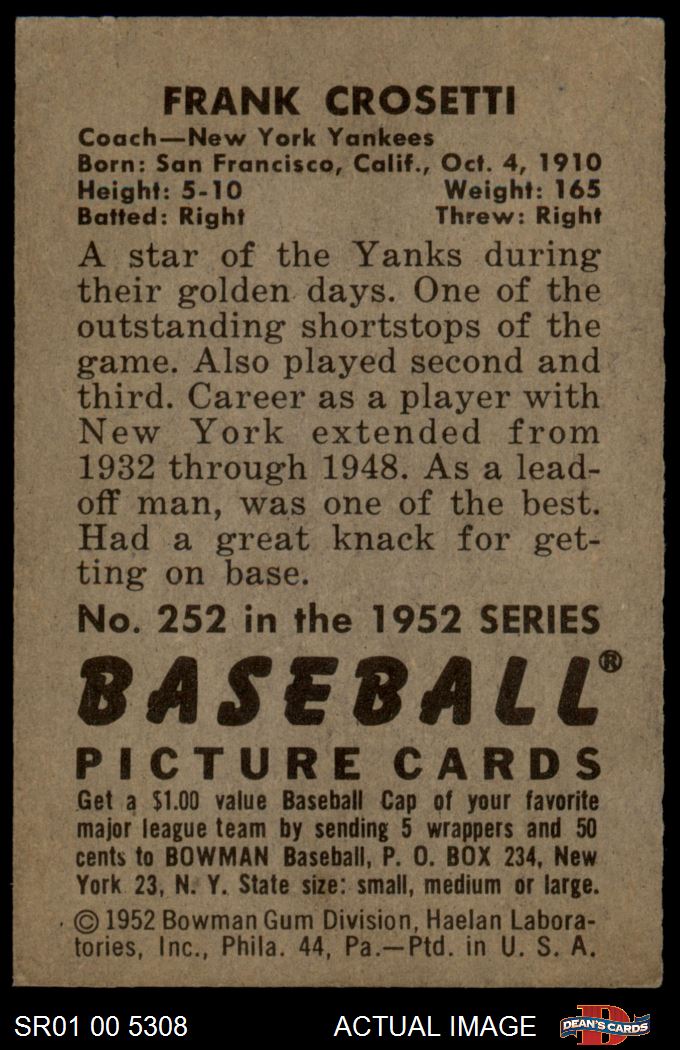 FRANK CROSETTI
Coach—New York Yankees
Born: San Francisco, Calif., Oct. 4, 1910
Height: 5-10 Weight: 165
Batted: Right Threw: Right
A star of the Yanks during
their golden days. One of the
outstanding shortstops of the
game. Also played second and
third. Career as a player with
New York extended from
1932 through 1948. As a lead-
off man, was one of the best.
Had a great knack for get-
ting on base.
No. 252 in the 1952 SERIES
BASEBALL®
PICTURE CARDS
Get a $1.00 value Baseball Cap of your favorite
major league team by sending 5 wrappers and 50
cents to BOWMAN Baseball, P. O. BOX 234, New
York 23, N. Y. State size: small, medium or large.
© 1952 Bowman Gum Division, Haelan Labora-
tories, Inc., Phila. 44, Pa.—Ptd. in U. S. A.
SR01 00 5308 ACTUAL IMAGE D DEAN'S CARDS